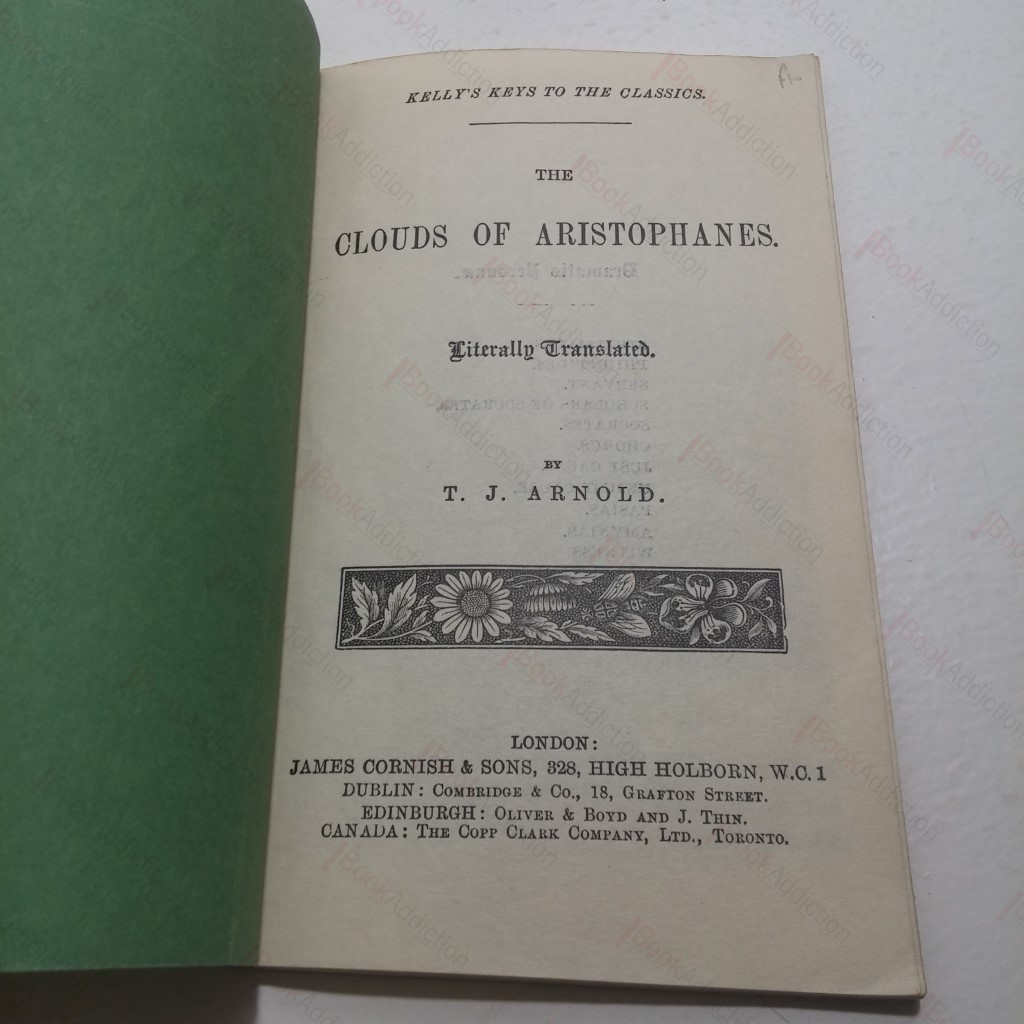 KELLY'S KEYS TO THE CLASSICS.
THE
CLOUDS OF ARISTOPHANES.
Literally Translated.
BY
T. J. ARNOLD.
LONDON:
JAMES CORNISH & SONS, 328, HIGH HOLBORN, W.C. 1
DUBLIN: COMBRIDGE & CO., 18, GRAFTON STREET.
EDINBURGH: OLIVER & BOYD AND J. THIN.
CANADA: THE COPP CLARK COMPANY, LTD., TORONTO.
BookAddiction